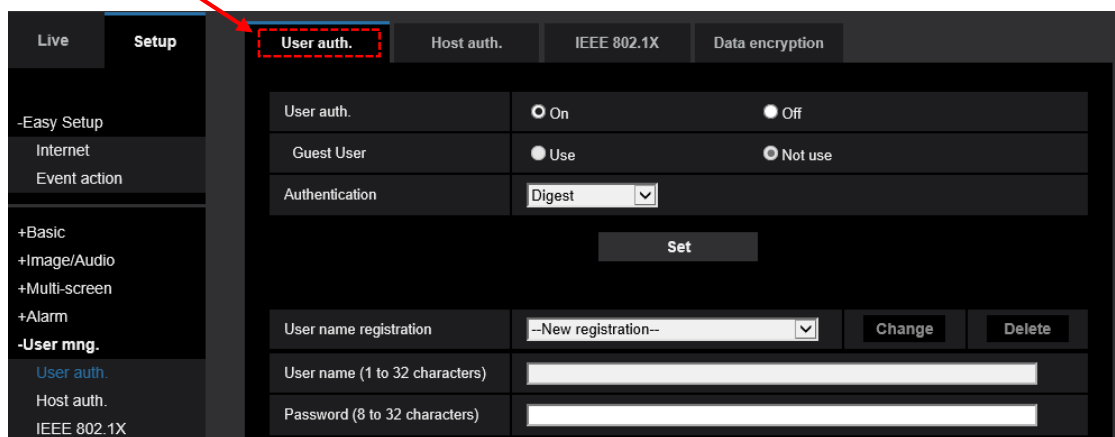 Live Setup
User auth. Host auth. IEEE 802.1X Data encryption
-Easy Setup
Internet
Event action
+Basic
+Image/Audio
+Multi-screen
+Alarm
-User mng.
User auth.
Host auth.
IEEE 802.1X
User auth. On Off
Guest User Use Not use
Authentication Digest
Set
User name registration --New registration-- Change Delete
User name (1 to 32 characters)
Password (8 to 32 characters)